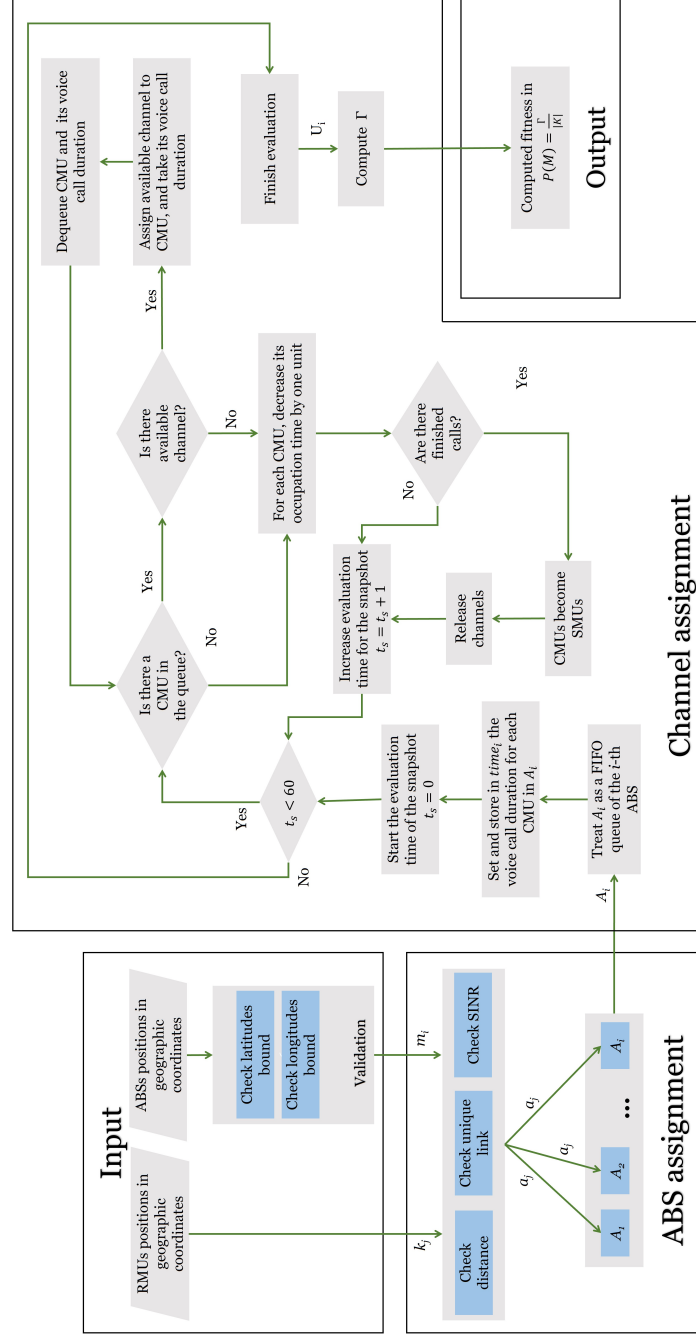 Input
RMUs positions in
geographic
coordinates
ABSs positions in
geographic
coordinates
Check latitudes
bound
Check longitudes
bound
Validation
k_j
m_i
Check
distance
Check unique
link
Check SINR
a_j
a_j
a_j
A_1
A_2
...
A_i
ABS assignment
A_i
Treat A_i as a FIFO
queue of the i-th
ABS
Set and store in time_i the
voice call duration for each
CMU in A_i
Start the evaluation
time of the snapshot
t_s = 0
t_s < 60
No
Yes
Is there a
CMU in
the queue?
Yes
No
Is there
available
channel?
Yes
No
Assign available channel to
CMU, and take its voice call
duration
Dequeue CMU and its voice
call duration
For each CMU, decrease its
occupation time by one unit
Are there
finished
calls?
No
Yes
Increase evaluation
time for the snapshot
t_s = t_s + 1
Release
channels
CMUs become
SMUs
Channel assignment
Finish evaluation
U_i
Compute Γ
Computed fitness in
P(M) = Γ/|K|
Output